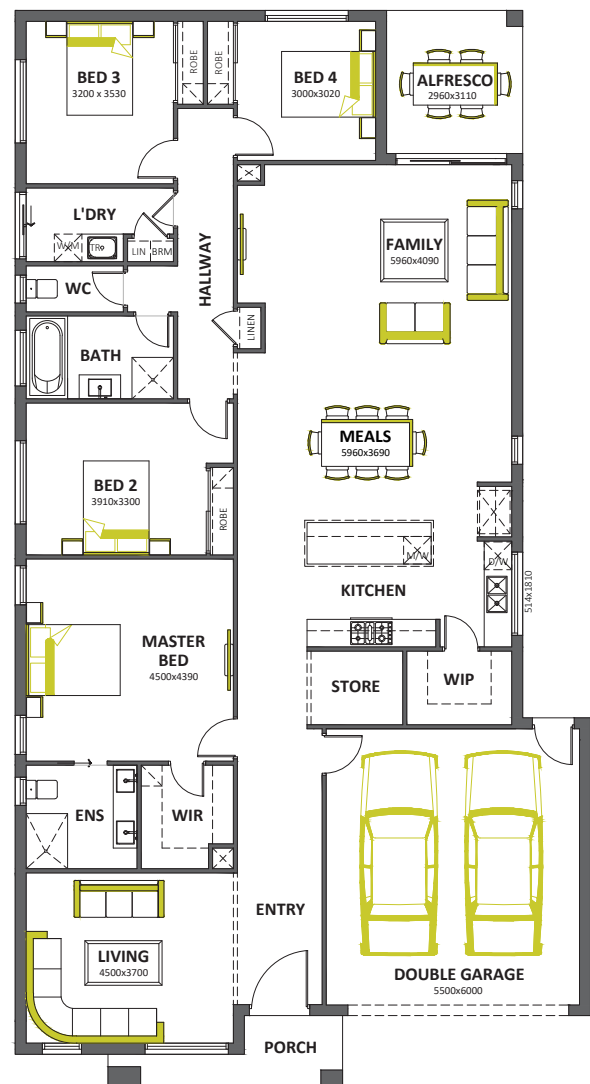 BED 3
3200 x 3530
ROBE
ROBE
BED 4
3000x3020
ALFRESCO
2960x3110
L'DRY
W/M
TR
LIN
BRM
HALLWAY
FAMILY
5960x4090
WC
LINEN
BATH
MEALS
5960x3690
BED 2
3910x3300
ROBE
M/W
D/W
514x1810
KITCHEN
MASTER
BED
4500x4390
STORE
WIP
ENS
WIR
ENTRY
LIVING
4500x3700
DOUBLE GARAGE
5500x6000
PORCH